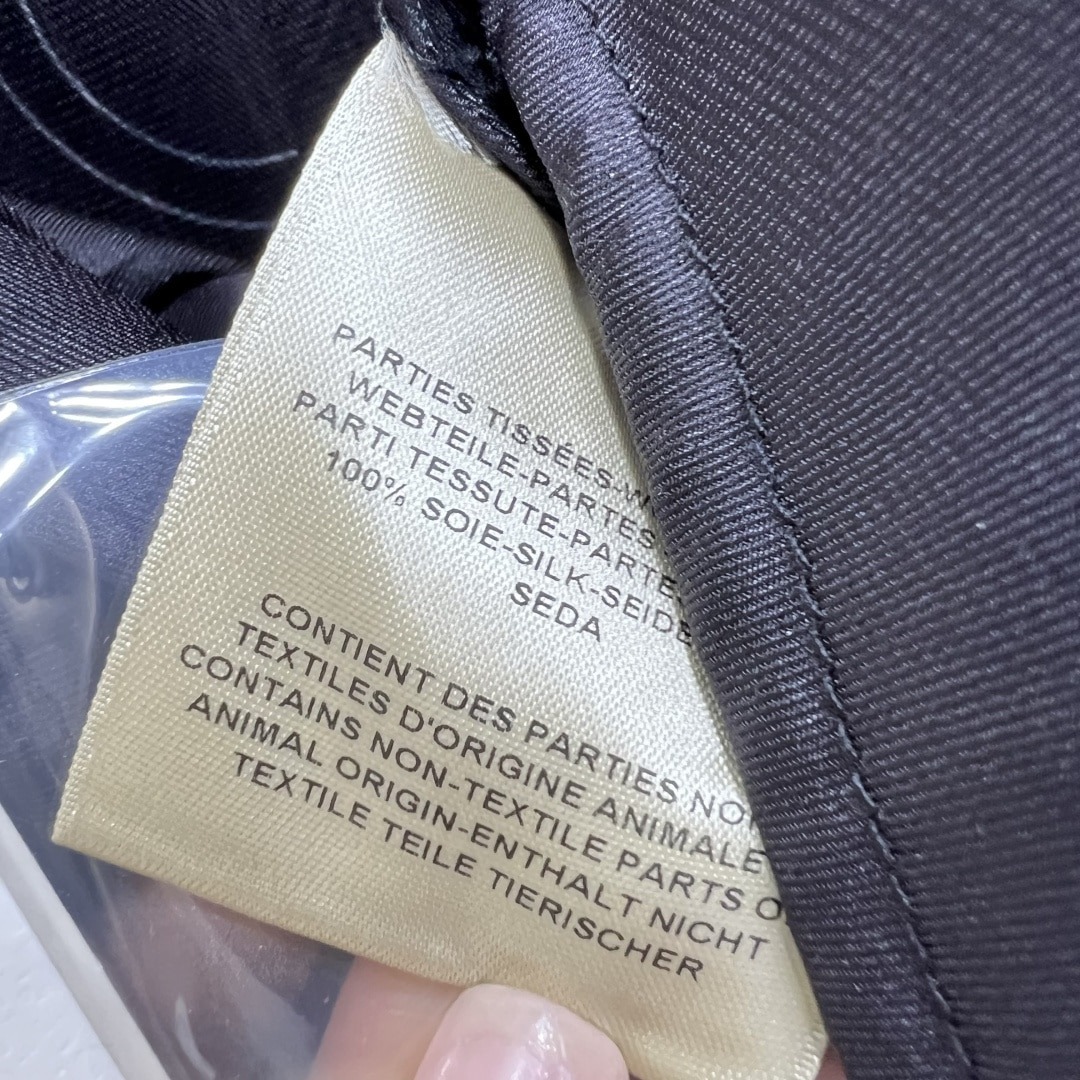 PARTIES TISSÉES-W
WEBTEILE-PARTES
PARTI TESSUTE-PARTE
100% SOIE-SILK-SEIDE
SEDA
CONTIENT DES PARTIES NO
TEXTILES D'ORIGINE ANIMALE
CONTAINS NON-TEXTILE PARTS O
ANIMAL ORIGIN-ENTHALT NICHT
TEXTILE TEILE TIERISCHER